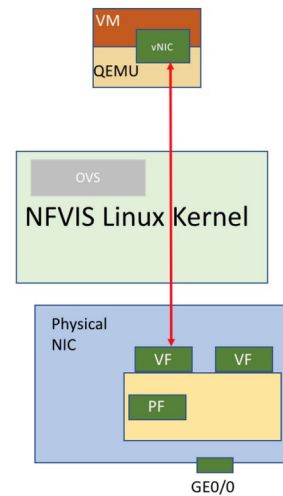 VM
vNIC
QEMU
OVS
NFVIS Linux Kernel
Physical
NIC
VF
VF
PF
GE0/0